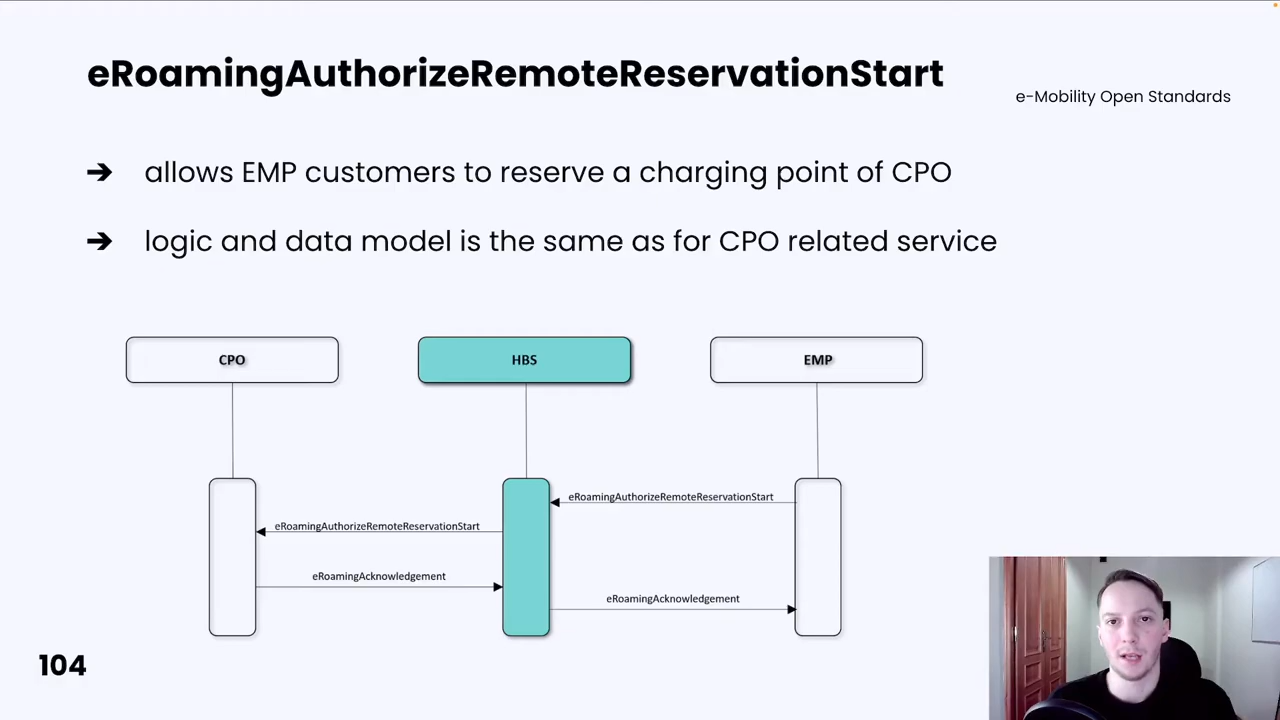 eRoamingAuthorizeRemoteReservationStart
e-Mobility Open Standards
➔ allows EMP customers to reserve a charging point of CPO
➔ logic and data model is the same as for CPO related service
CPO
HBS
EMP
eRoamingAuthorizeRemoteReservationStart
eRoamingAuthorizeRemoteReservationStart
eRoamingAcknowledgement
eRoamingAcknowledgement
104